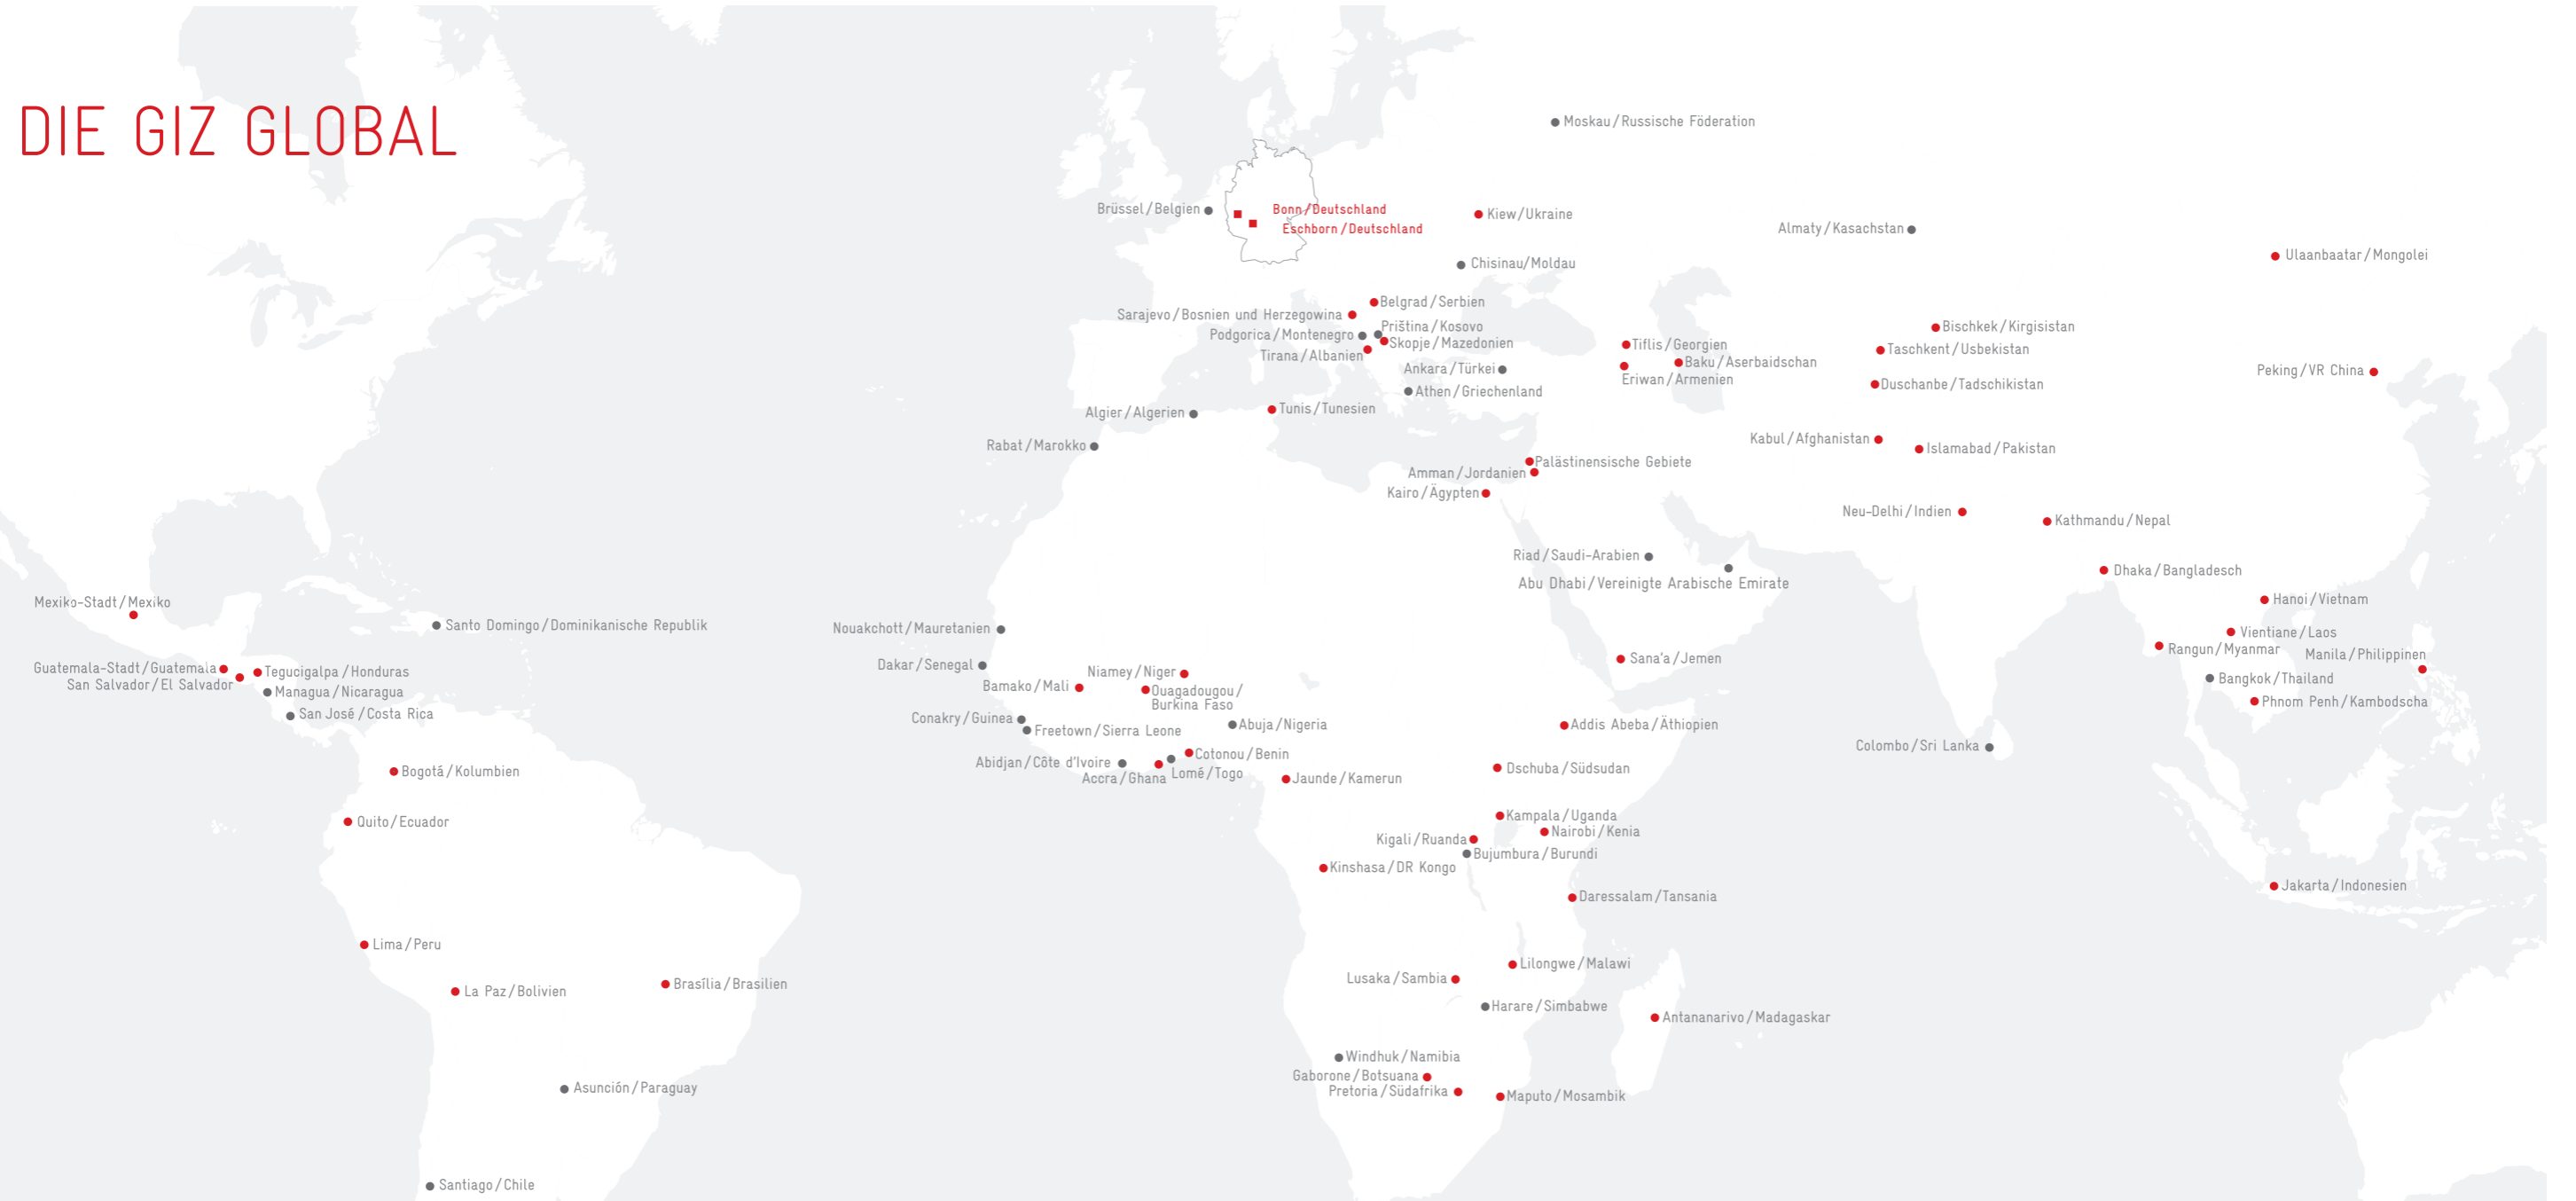 DIE GIZ GLOBAL
Moskau/Russische Föderation
Brüssel/Belgien
Bonn/Deutschland
Eschborn/Deutschland
Kiew/Ukraine
Almaty/Kasachstan
Chisinau/Moldau
Ulaanbaatar/Mongolei
Belgrad/Serbien
Sarajevo/Bosnien und Herzegowina
Priština/Kosovo
Podgorica/Montenegro
Skopje/Mazedonien
Tirana/Albanien
Ankara/Türkei
Athen/Griechenland
Tiflis/Georgien
Baku/Aserbaidschan
Eriwan/Armenien
Bischkek/Kirgisistan
Taschkent/Usbekistan
Duschanbe/Tadschikistan
Peking/VR China
Algier/Algerien
Tunis/Tunesien
Rabat/Marokko
Kabul/Afghanistan
Islamabad/Pakistan
Palästinensische Gebiete
Amman/Jordanien
Kairo/Ägypten
Neu-Delhi/Indien
Kathmandu/Nepal
Riad/Saudi-Arabien
Abu Dhabi/Vereinigte Arabische Emirate
Dhaka/Bangladesch
Hanoi/Vietnam
Vientiane/Laos
Rangun/Myanmar
Manila/Philippinen
Bangkok/Thailand
Phnom Penh/Kambodscha
Mexiko-Stadt/Mexiko
Santo Domingo/Dominikanische Republik
Guatemala-Stadt/Guatemala
Tegucigalpa/Honduras
San Salvador/El Salvador
Managua/Nicaragua
San José/Costa Rica
Nouakchott/Mauretanien
Dakar/Senegal
Niamey/Niger
Bamako/Mali
Ouagadougou/
Burkina Faso
Conakry/Guinea
Freetown/Sierra Leone
Abuja/Nigeria
Cotonou/Benin
Abidjan/Côte d'Ivoire
Lomé/Togo
Accra/Ghana
Jaunde/Kamerun
Sana'a/Jemen
Addis Abeba/Äthiopien
Dschuba/Südsudan
Colombo/Sri Lanka
Bogotá/Kolumbien
Quito/Ecuador
Kampala/Uganda
Nairobi/Kenia
Kigali/Ruanda
Bujumbura/Burundi
Kinshasa/DR Kongo
Daressalam/Tansania
Jakarta/Indonesien
Lima/Peru
La Paz/Bolivien
Brasília/Brasilien
Lilongwe/Malawi
Lusaka/Sambia
Harare/Simbabwe
Antananarivo/Madagaskar
Windhuk/Namibia
Gaborone/Botsuana
Pretoria/Südafrika
Maputo/Mosambik
Asunción/Paraguay
Santiago/Chile